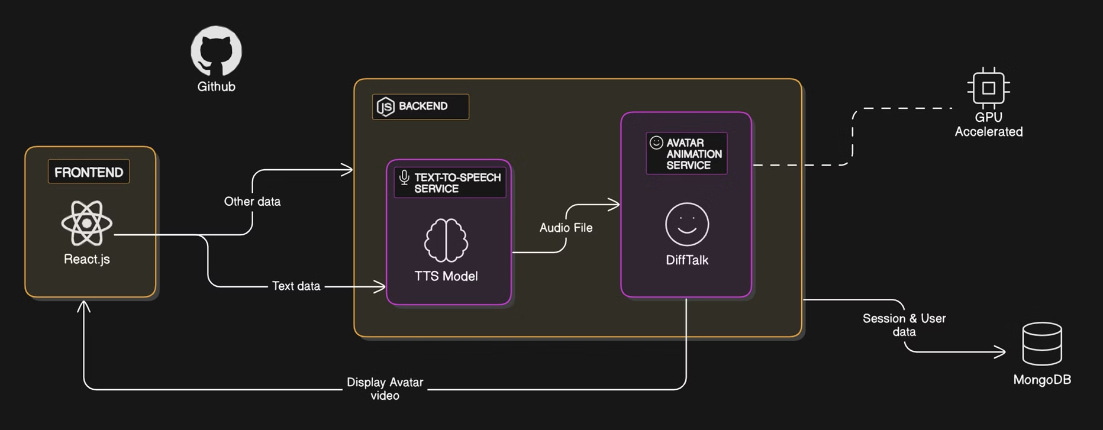 Github
BACKEND
JS
GPU
Accelerated
FRONTEND
React.js
Other data
Text data
TEXT-TO-SPEECH
SERVICE
TTS Model
Audio File
AVATAR
ANIMATION
SERVICE
DiffTalk
Session & User
data
MongoDB
Display Avatar
video